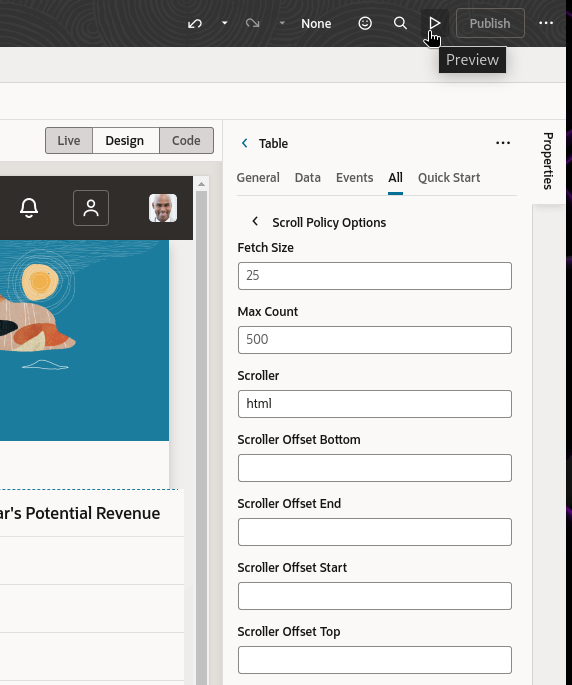 None
Publish
Preview
Live
Design
Code
Table
Properties
General
Data
Events
All
Quick Start
Scroll Policy Options
Fetch Size
25
Max Count
500
Scroller
html
Scroller Offset Bottom
Scroller Offset End
ar's Potential Revenue
Scroller Offset Start
Scroller Offset Top